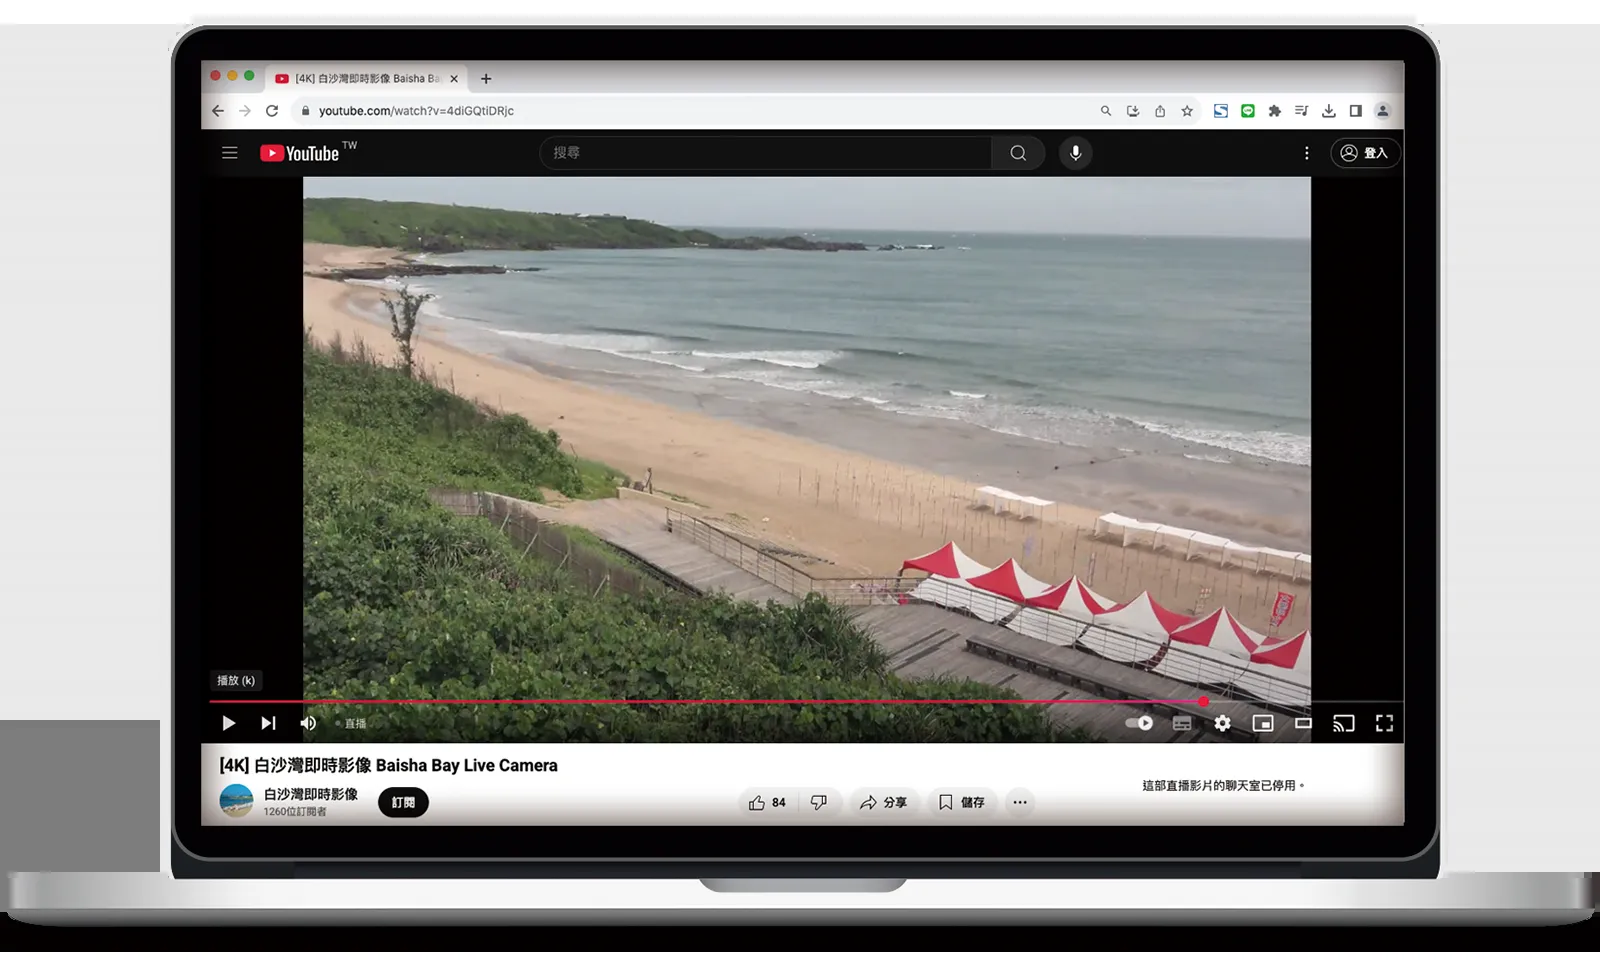 [4K] 白沙灣即時影像 Baisha Ba
youtube.com/watch?v=4diGQtiDRjc
YouTube TW
搜尋
登入
播放 (k)
直播
[4K] 白沙灣即時影像 Baisha Bay Live Camera
這部直播影片的聊天室已停用。
白沙灣即時影像
1260位訂閱者
訂閱
84
分享
儲存